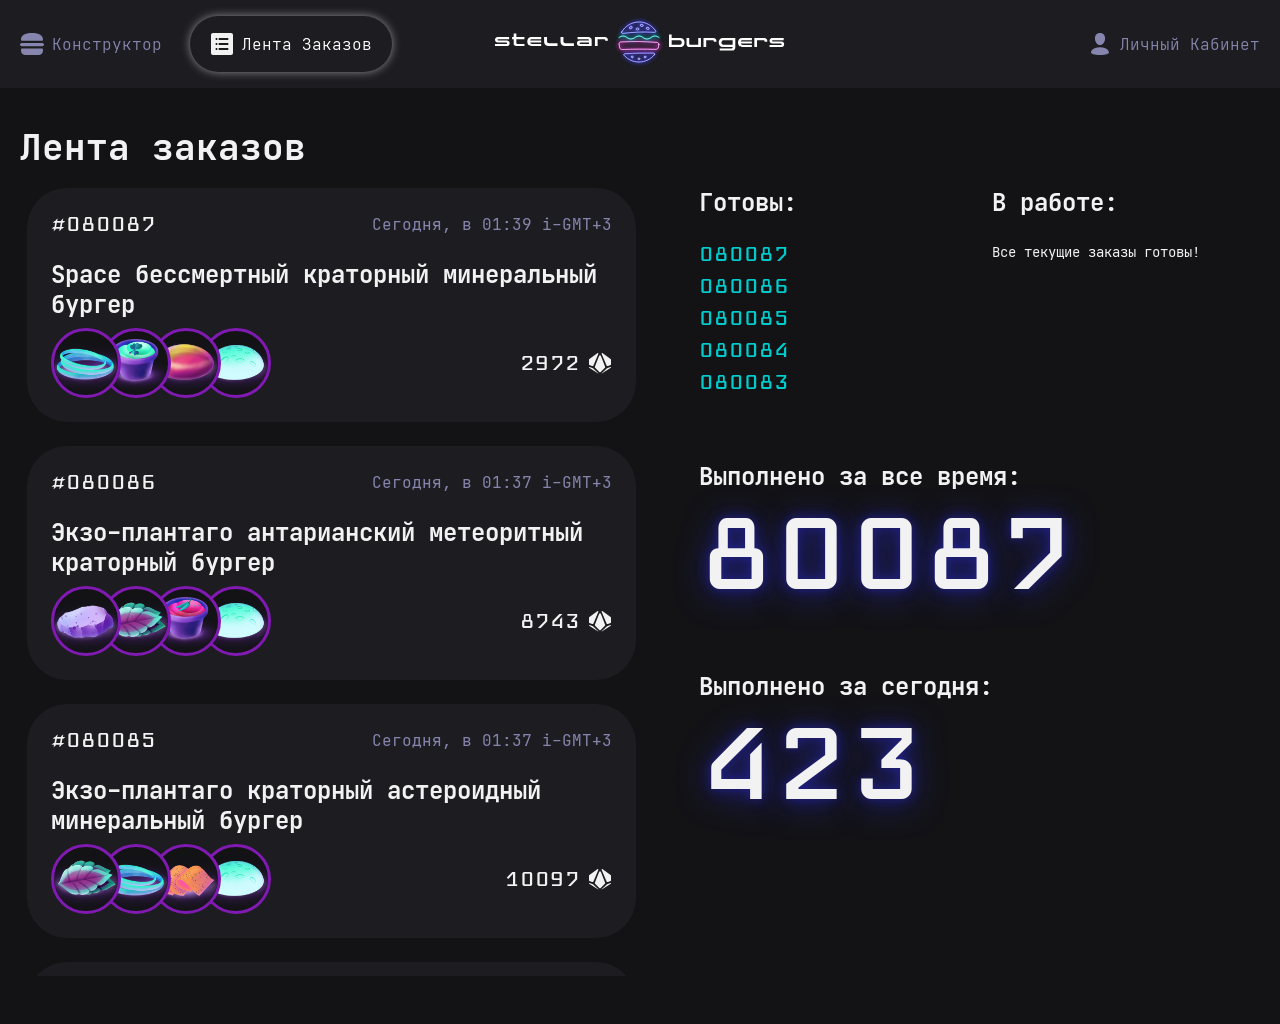 Конструктор
Лента Заказов
stellar burgers
Личный Кабинет
Лента заказов
#080087
Сегодня, в 01:39 i-GMT+3
Space бессмертный краторный минеральный
бургер
2972
#080086
Сегодня, в 01:37 i-GMT+3
Экзо-плантаго антарианский метеоритный
краторный бургер
8743
#080085
Сегодня, в 01:37 i-GMT+3
Экзо-плантаго краторный астероидный
минеральный бургер
10097
Готовы:
080087
080086
080085
080084
080083
В работе:
Все текущие заказы готовы!
Выполнено за все время:
80087
Выполнено за сегодня:
423